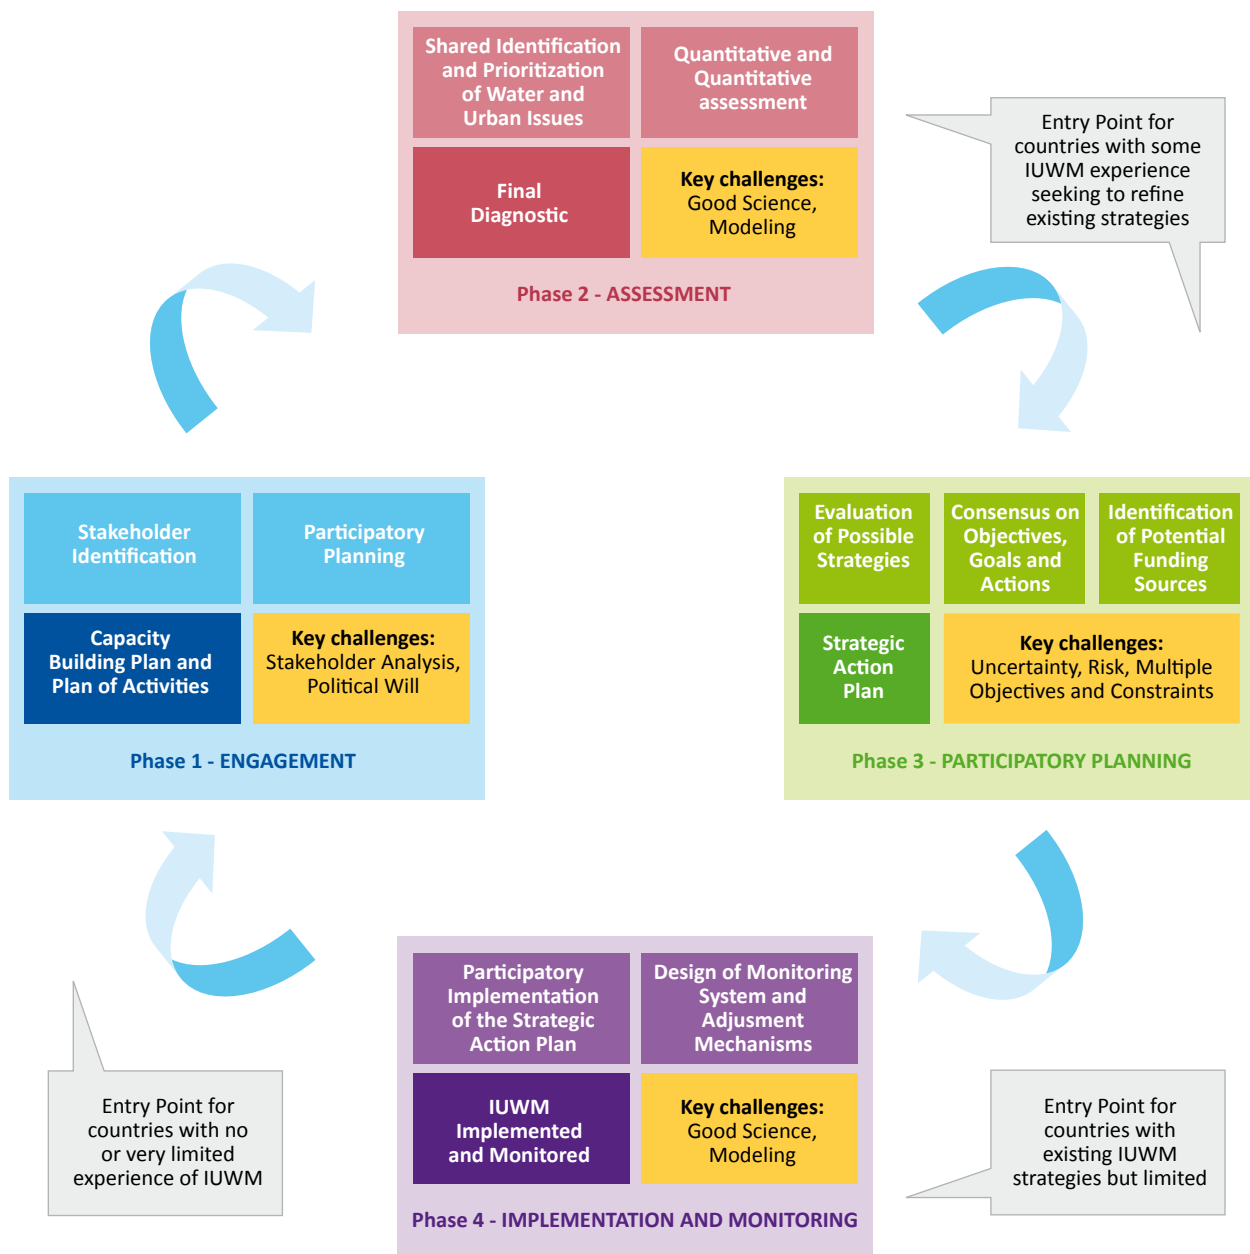 Shared Identification
and Prioritization
of Water and
Urban Issues
Quantitative and
Quantitative
assessment
Final
Diagnostic
Key challenges:
Good Science,
Modeling
Phase 2 - ASSESSMENT
Entry Point for
countries with some
IUWM experience
seeking to refine
existing strategies
Stakeholder
Identification
Participatory
Planning
Capacity
Building Plan and
Plan of Activities
Key challenges:
Stakeholder Analysis,
Political Will
Phase 1 - ENGAGEMENT
Evaluation
of Possible
Strategies
Consensus on
Objectives,
Goals and
Actions
Identification
of Potential
Funding
Sources
Strategic
Action
Plan
Key challenges:
Uncertainty, Risk, Multiple
Objectives and Constraints
Phase 3 - PARTICIPATORY PLANNING
Participatory
Implementation
of the Strategic
Action Plan
Design of Monitoring
System and
Adjusment
Mechanisms
IUWM
Implemented
and Monitored
Key challenges:
Good Science,
Modeling
Phase 4 - IMPLEMENTATION AND MONITORING
Entry Point for
countries with no
or very limited
experience of IUWM
Entry Point for
countries with
existing IUWM
strategies but limited